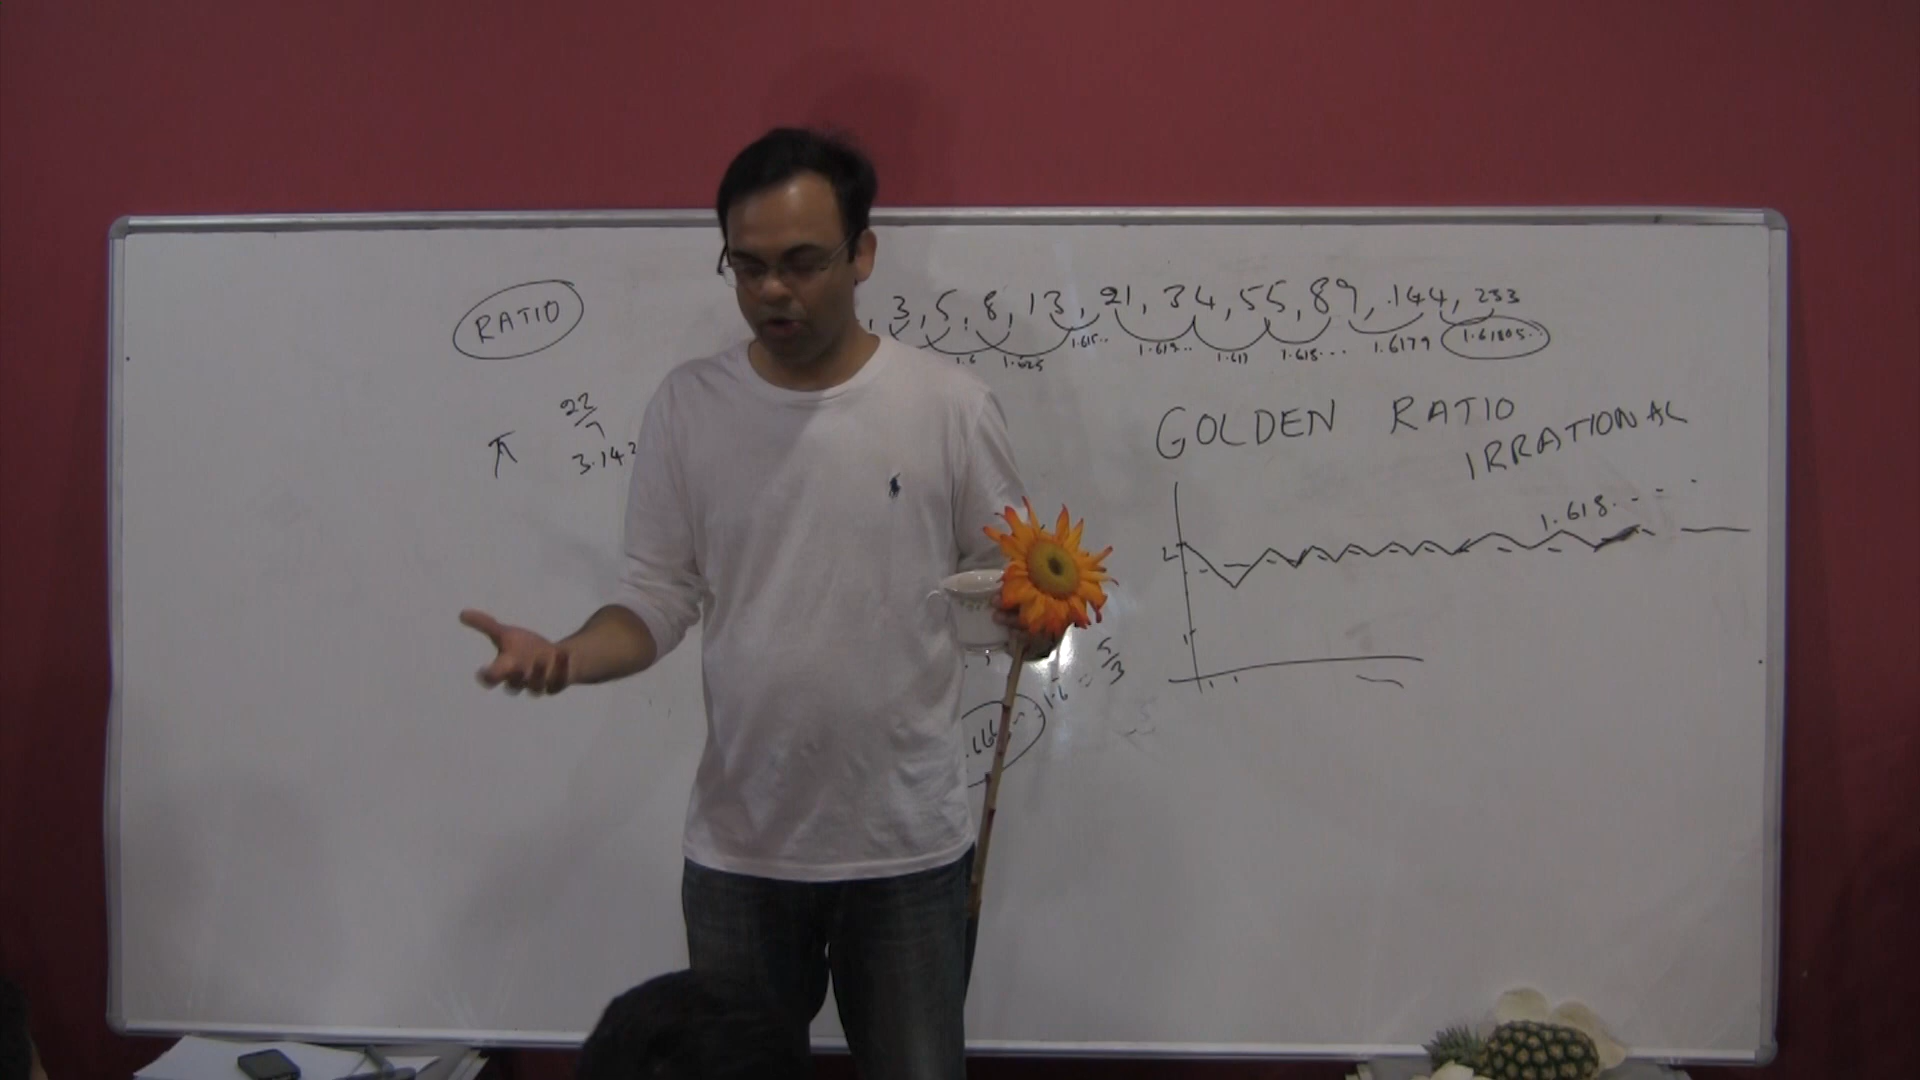 RATIO
, 3, 5, 8, 13, 21, 34, 55, 89, 144, 233
1.6 1.625 1.615.. 1.619.. 1.617 1.618... 1.6179 1.61805..
π 22/7
3.142
GOLDEN RATIO
IRRATIONAL
1.618.....
2
1
1.6 = 5/3
.666